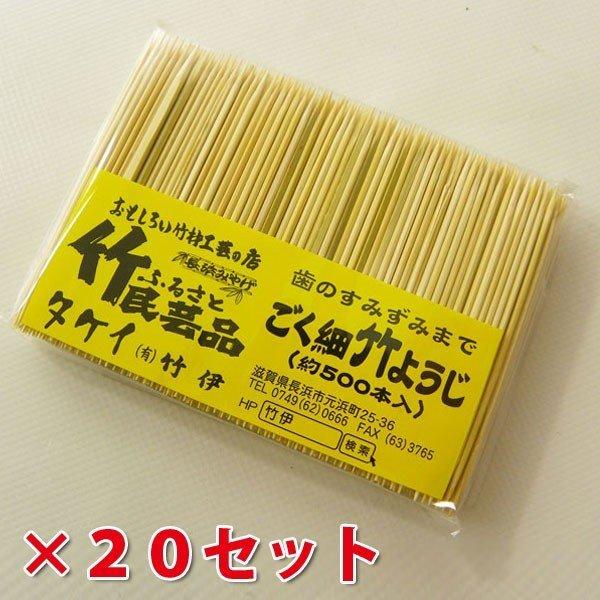 おもしろい竹材工芸の店
長浜みやげ
竹ふるさと民芸品
タケイ(有)竹伊
歯のすみずみまで
ごく細竹ようじ
(約500本入)
滋賀県長浜市元浜町25-36
TEL 0749(62)0666 FAX (63)3765
HP 竹伊 検索
×20セット